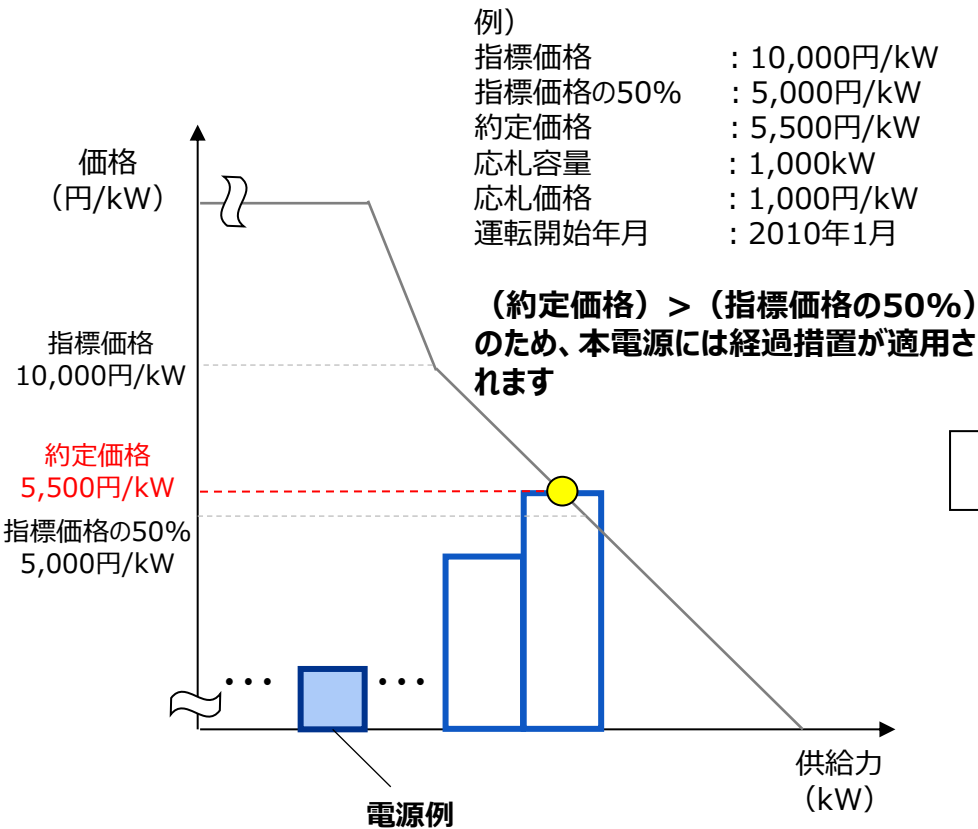 例）
指標価格 : 10,000円/kW
指標価格の50% : 5,000円/kW
約定価格 : 5,500円/kW
応札容量 : 1,000kW
応札価格 : 1,000円/kW
運転開始年月 : 2010年1月
（約定価格）＞（指標価格の50%）
のため、本電源には経過措置が適用さ
れます
価格
（円/kW）
指標価格
10,000円/kW
約定価格
5,500円/kW
指標価格の50%
5,000円/kW
… …
電源例
供給力
（kW）